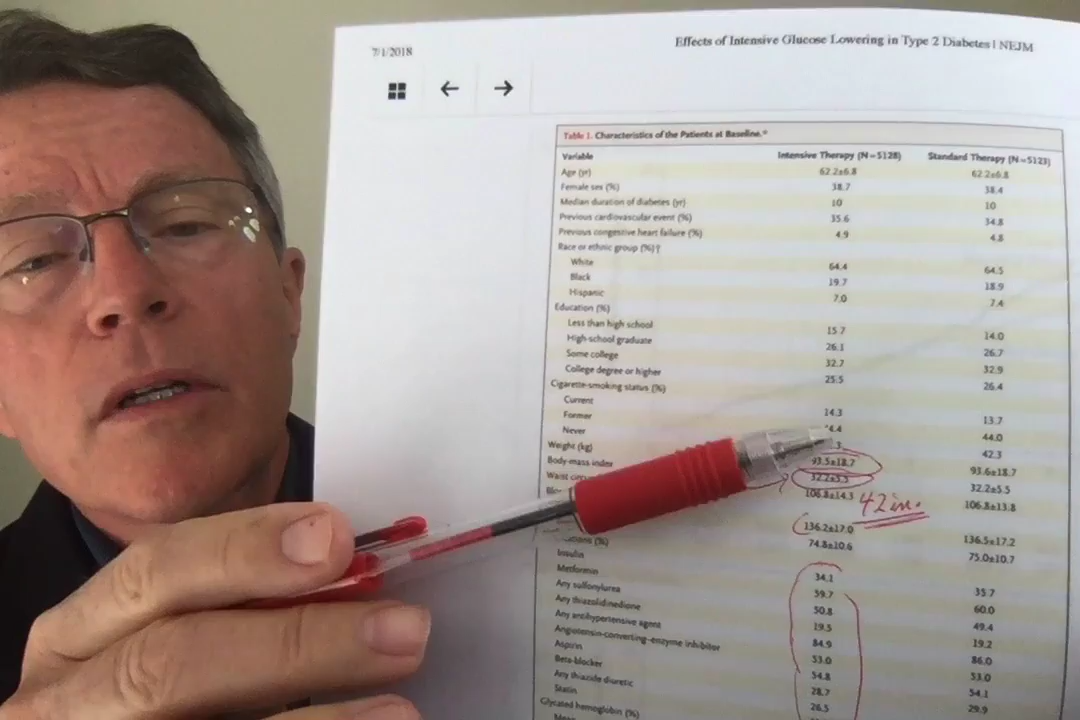 7/1/2018
Effects of Intensive Glucose Lowering in Type 2 Diabetes | NEJM
Table 1. Characteristics of the Patients at Baseline.*
Variable Intensive Therapy (N=5128) Standard Therapy (N=5123)
Age (yr) 62.2±6.8 62.2±6.8
Female sex (%) 38.7 38.4
Median duration of diabetes (yr) 10 10
Previous cardiovascular event (%) 35.6 34.8
Previous congestive heart failure (%) 4.9 4.8
Race or ethnic group (%)†
White 64.4 64.5
Black 19.7 18.9
Hispanic 7.0 7.4
Education (%)
Less than high school 15.7 14.0
High-school graduate 26.1 26.7
Some college 32.7 32.9
College degree or higher 25.5 26.4
Cigarette-smoking status (%)
Current 14.3 13.7
Former 44.0
Never 42.3
Weight (kg) 93.5±18.7 93.6±18.7
Body-mass index 32.2±5.5 32.2±5.5
Waist 106.8±14.3 42 in. 106.8±13.8
136.2±17.0 136.5±17.2
74.8±10.6 75.0±10.7
(%)
Insulin 34.1 35.7
Metformin 59.7 60.0
Any sulfonylurea 50.8 49.4
Any thiazolidinedione 19.5 19.2
Any antihypertensive agent 84.9 86.0
Angiotensin-converting-enzyme inhibitor 53.0 53.0
Aspirin 54.8 54.1
Beta-blocker 28.7 29.9
Any thiazide diuretic 26.5
Statin
Glycated hemoglobin (%)